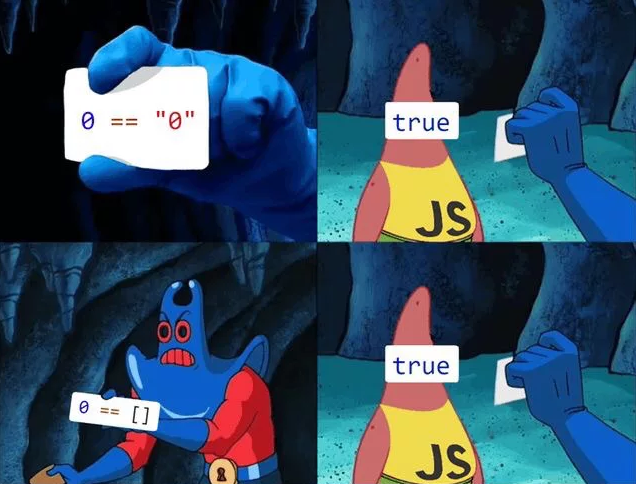 0 == "0"
true
JS
0 == []
true
JS